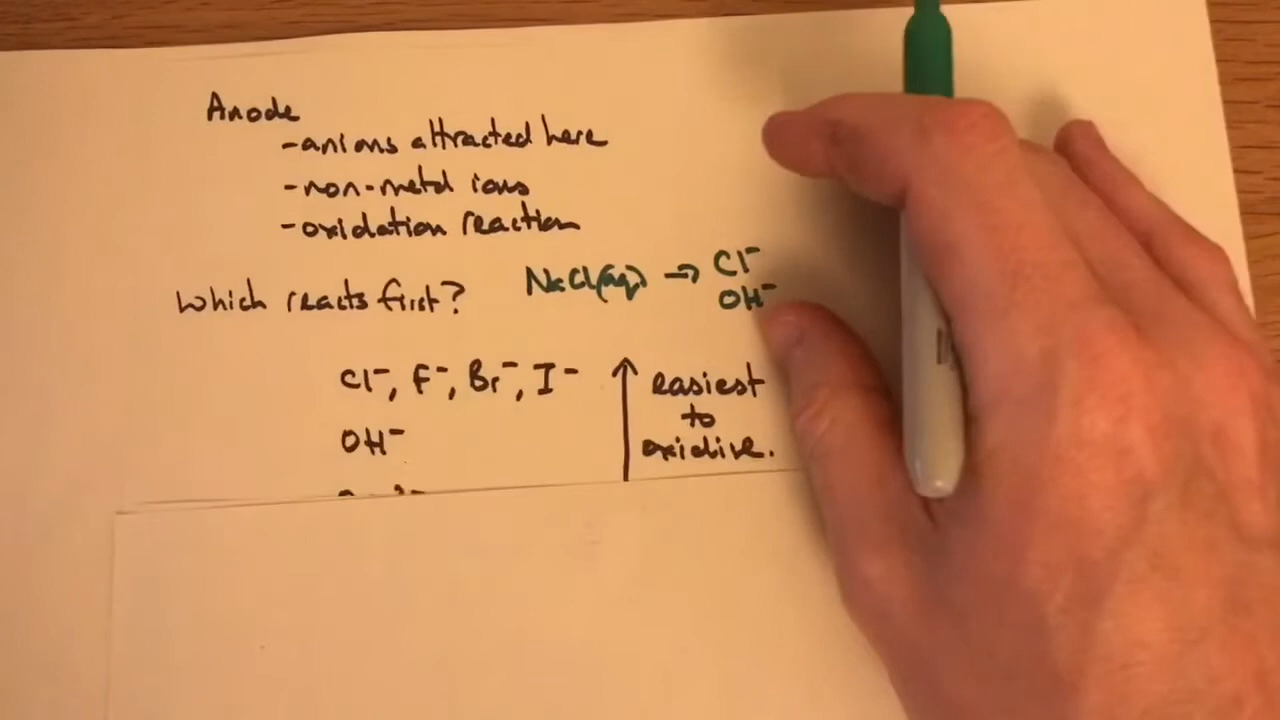 Anode
-anions attracted here
-non-metal ions
-oxidation reaction
Which reacts first?
NaCl(aq) → Cl⁻
OH⁻
Cl⁻, F⁻, Br⁻, I⁻
OH⁻
easiest
to
oxidise.